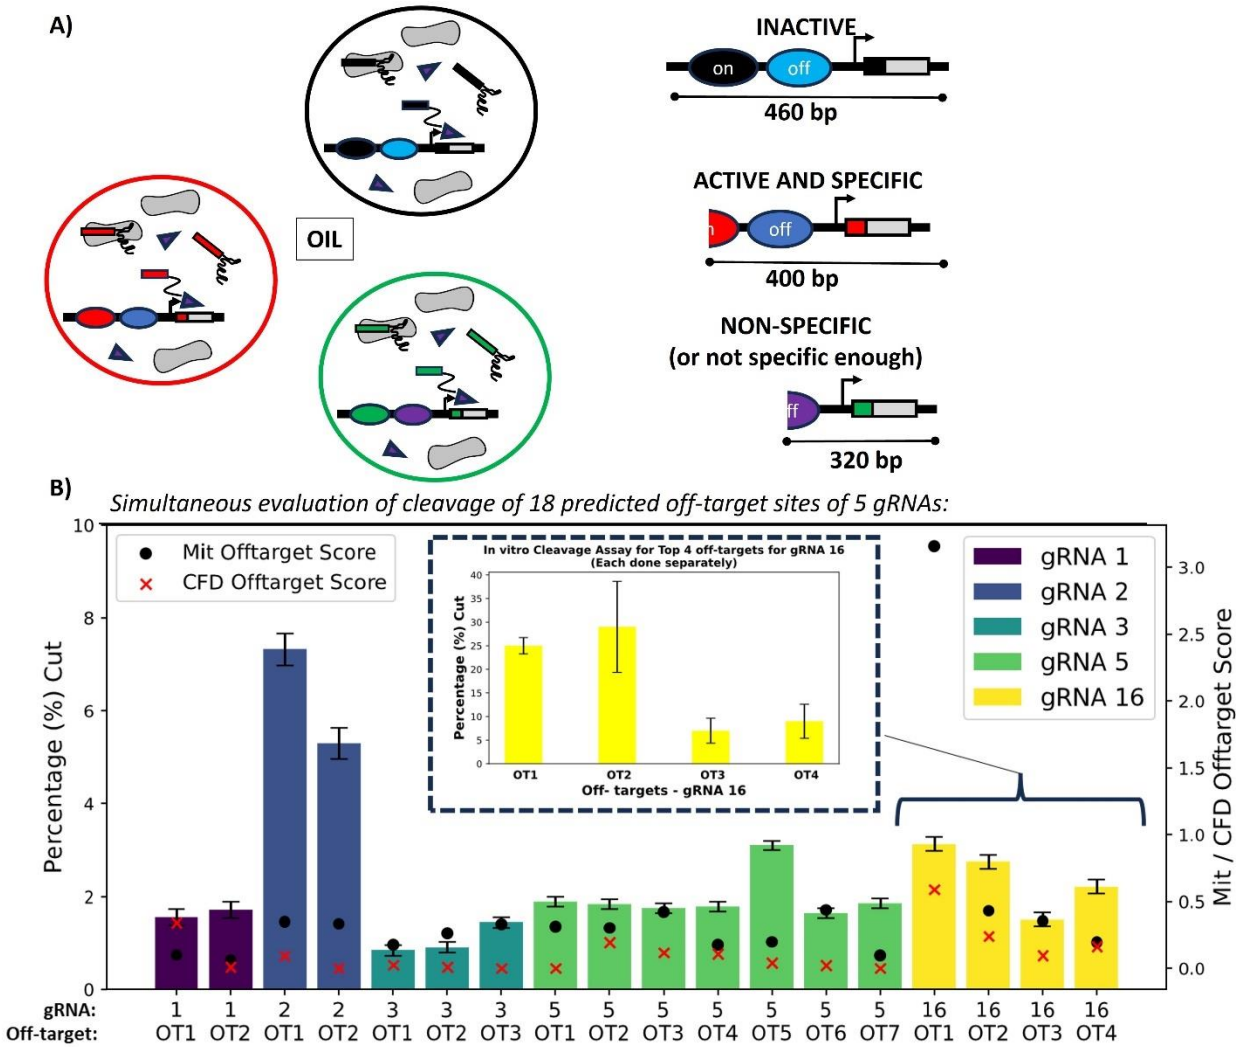 A)
OIL
INACTIVE
on off
460 bp
ACTIVE AND SPECIFIC
n off
400 bp
NON-SPECIFIC
(or not specific enough)
ff
320 bp
B)
Simultaneous evaluation of cleavage of 18 predicted off-target sites of 5 gRNAs:
Percentage (%) Cut
10
8
6
4
2
0
Mit Offtarget Score
CFD Offtarget Score
In vitro Cleavage Assay for Top 4 off-targets for gRNA 16
(Each done separately)
Percentage (%) Cut
40
35
30
25
20
15
10
5
0
OT1 OT2 OT3 OT4
Off- targets - gRNA 16
gRNA 1
gRNA 2
gRNA 3
gRNA 5
gRNA 16
3.0
2.5
2.0
1.5
1.0
0.5
0.0
Mit / CFD Offtarget Score
gRNA: 1 1 2 2 3 3 3 5 5 5 5 5 5 5 16 16 16 16
Off-target: OT1 OT2 OT1 OT2 OT1 OT2 OT3 OT1 OT2 OT3 OT4 OT5 OT6 OT7 OT1 OT2 OT3 OT4